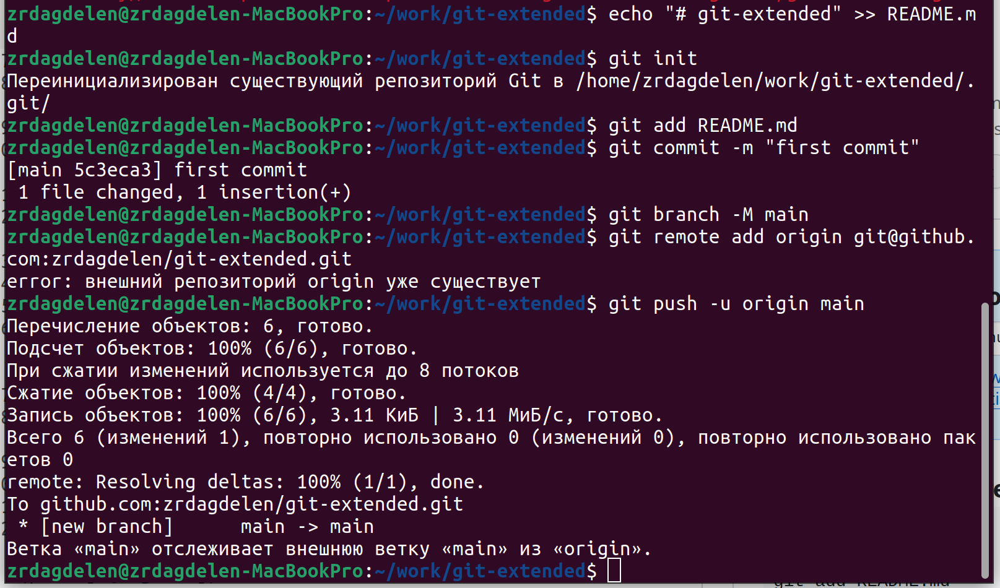 zrdagdelen@zrdagdelen-MacBookPro:~/work/git-extended$ echo "# git-extended" >> README.m
d
zrdagdelen@zrdagdelen-MacBookPro:~/work/git-extended$ git init
Переинициализирован существующий репозиторий Git в /home/zrdagdelen/work/git-extended/.
git/
zrdagdelen@zrdagdelen-MacBookPro:~/work/git-extended$ git add README.md
zrdagdelen@zrdagdelen-MacBookPro:~/work/git-extended$ git commit -m "first commit"
[main 5c3eca3] first commit
 1 file changed, 1 insertion(+)
zrdagdelen@zrdagdelen-MacBookPro:~/work/git-extended$ git branch -M main
zrdagdelen@zrdagdelen-MacBookPro:~/work/git-extended$ git remote add origin git@github.
com:zrdagdelen/git-extended.git
error: внешний репозиторий origin уже существует
zrdagdelen@zrdagdelen-MacBookPro:~/work/git-extended$ git push -u origin main
Перечисление объектов: 6, готово.
Подсчет объектов: 100% (6/6), готово.
При сжатии изменений используется до 8 потоков
Сжатие объектов: 100% (4/4), готово.
Запись объектов: 100% (6/6), 3.11 КиБ | 3.11 МиБ/с, готово.
Всего 6 (изменений 1), повторно использовано 0 (изменений 0), повторно использовано пак
етов 0
remote: Resolving deltas: 100% (1/1), done.
To github.com:zrdagdelen/git-extended.git
 * [new branch]      main -> main
Ветка «main» отслеживает внешнюю ветку «main» из «origin».
zrdagdelen@zrdagdelen-MacBookPro:~/work/git-extended$
git add README.md